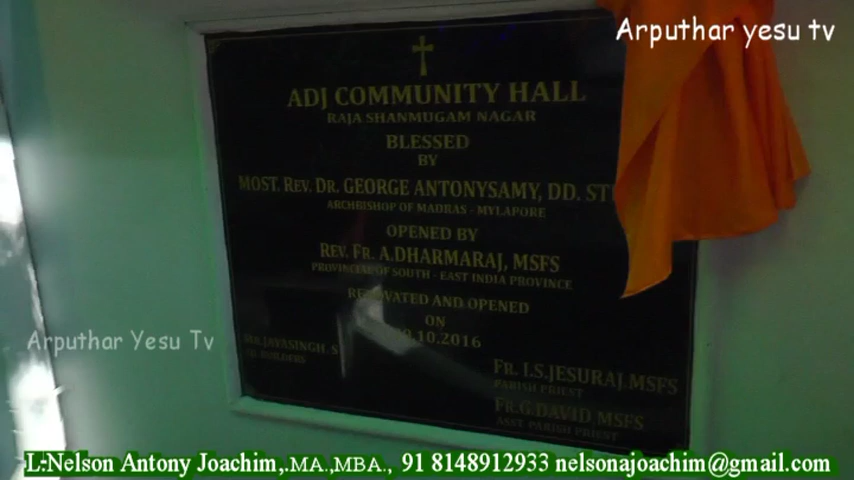 Arputhar yesu tv
ADJ COMMUNITY HALL
RAJA SHANMUGAM NAGAR
BLESSED
BY
MOST. REV. DR. GEORGE ANTONYSAMY, DD.
ARCHBISHOP OF MADRAS - MYLAPORE
OPENED BY
REV. FR. A.DHARMARAJ, MSFS
PROVINCIAL OF SOUTH - EAST INDIA PROVINCE
RENOVATED AND OPENED
ON
.10.2016
Arputhar Yesu Tv
JAYASINGH. S
BUILDERS
FR. I.S.JESURAJ MSFS
PARISH PRIEST
FR.G.DAVID MSFS
ASST. PARISH PRIEST
L-Nelson Antony Joachim,.MA.,MBA., 91 8148912933 nelsonajoachim@gmail.com